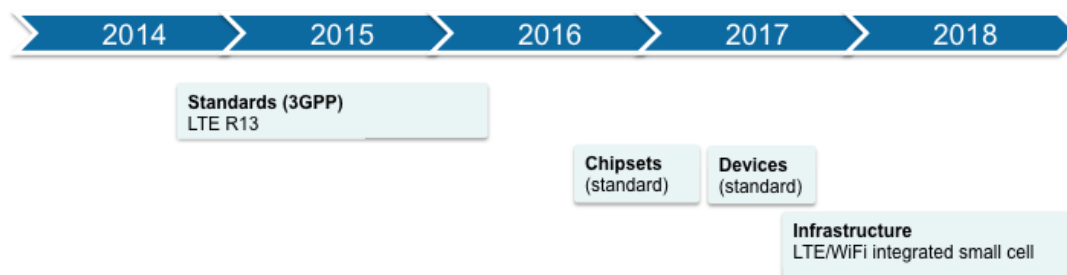 2014 2015 2016 2017 2018
Standards (3GPP)
LTE R13
Chipsets
(standard)
Devices
(standard)
Infrastructure
LTE/WiFi integrated small cell